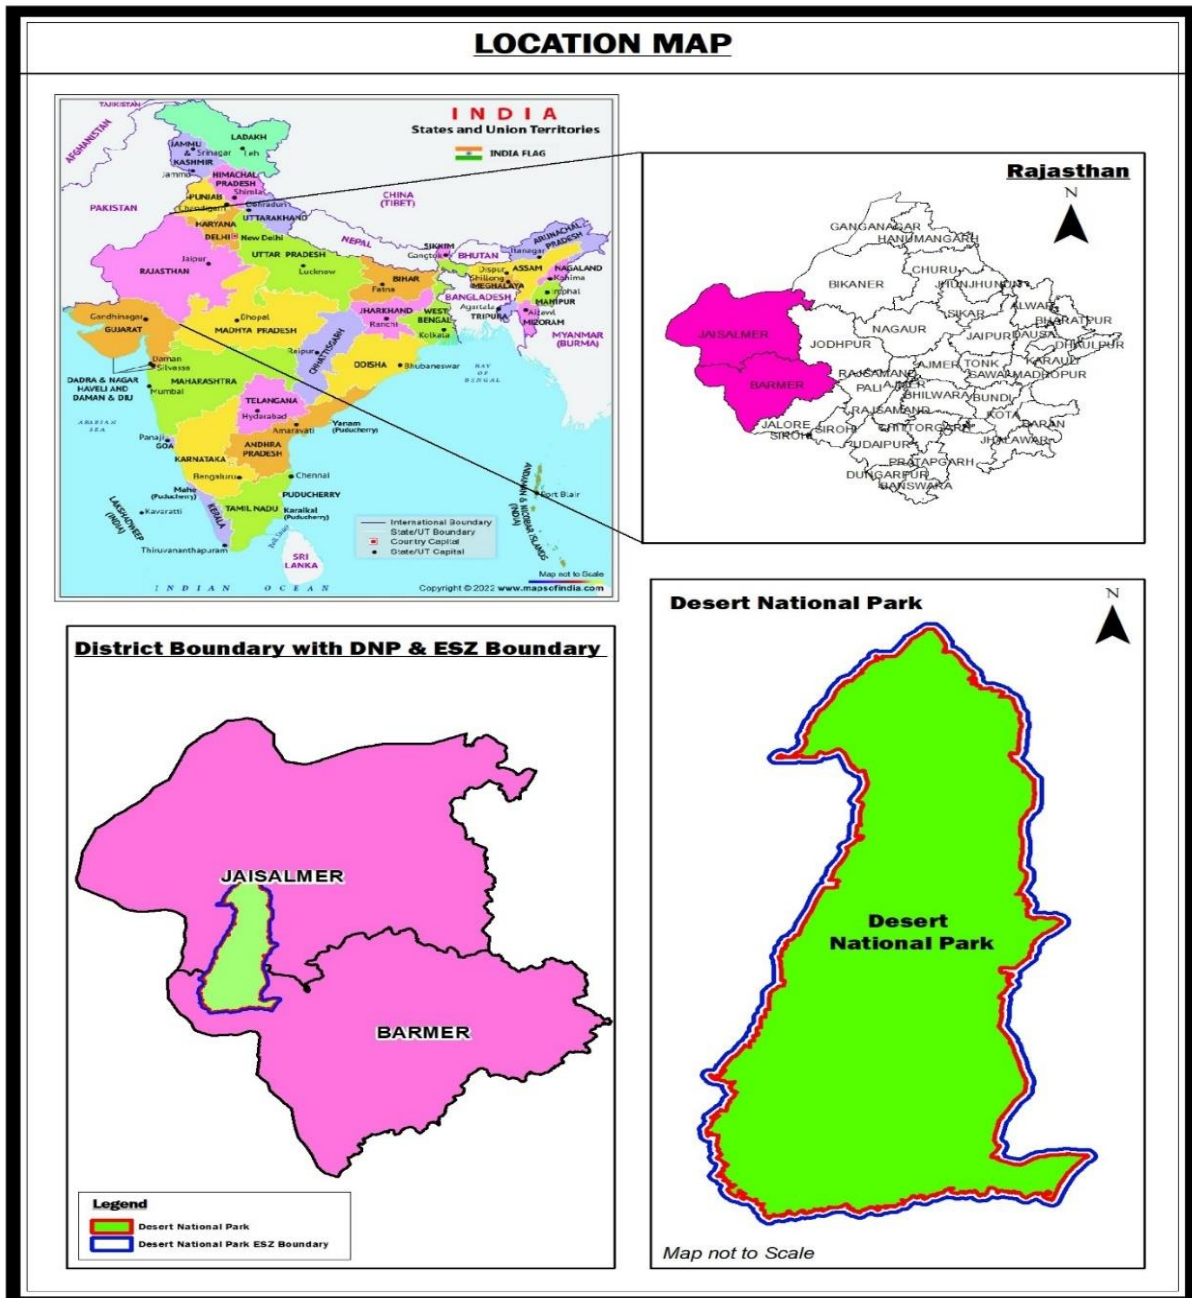 LOCATION MAP
INDIA
States and Union Territories
INDIA FLAG
TAJIKISTAN
AFGHANISTAN
PAKISTAN
CHINA
(TIBET)
NEPAL
BHUTAN
BANGLADESH
MYANMAR
(BURMA)
SRI
LANKA
LADAKH
Leh
JAMMU
&
KASHMIR
Srinagar
Jammu
HIMACHAL
PRADESH
Shimla
PUNJAB
Chandigarh
Dehradun
UTTARAKHAND
HARYANA
DELHI
New Delhi
RAJASTHAN
Jaipur
UTTAR PRADESH
Lucknow
BIHAR
Patna
SIKKIM
Gangtok
ARUNACHAL
PRADESH
Itanagar
ASSAM
Dispur
Shillong
MEGHALAYA
NAGALAND
Kohima
Imphal
MANIPUR
Aizawl
MIZORAM
Agartala
TRIPURA
Gandhinagar
GUJARAT
Bhopal
MADHYA PRADESH
JHARKHAND
Ranchi
WEST
BENGAL
Kolkata
CHHATTISGARH
Raipur
ODISHA
Bhubaneswar
Daman
Silvassa
DADRA & NAGAR
HAVELI AND
DAMAN & DIU
Mumbai
MAHARASHTRA
TELANGANA
Hyderabad
Amaravati
ANDHRA
PRADESH
Yanam
(Puducherry)
Panaji
GOA
KARNATAKA
Bengaluru
Chennai
Mahe
(Puducherry)
PUDUCHERRY
TAMIL NADU
Karaikal
(Puducherry)
KERALA
Thiruvananthapuram
Kavaratti
LAKSHADWEEP
(INDIA)
ANDAMAN & NICOBAR ISLANDS
(INDIA)
Port Blair
ARABIAN
SEA
BAY
OF
BENGAL
INDIAN OCEAN
International Boundary
State/UT Boundary
Country Capital
State/UT Capital
Map not to Scale
Copyright © 2022 www.mapsofindia.com
Rajasthan
N
GANGANAGAR
HANUMANGARH
CHURU
BIKANER
JHUNJHUNUN
SIKAR
ALWAR
BHARATPUR
JAISALMER
NAGAUR
JODHPUR
JAIPUR
DAUSA
DHAULPUR
KARAULI
AJMER
TONK
SAWAI MADHOPUR
BARMER
RAJSAMAND
PALI
AJMER
BHILWARA
BUNDI
RAJSAMAND
KOTA
BARAN
JALORE
SIROHI
SIROHI
CHITTORGARH
UDAIPUR
JHALAWAR
PRATAPGARH
DUNGARPUR
BANSWARA
District Boundary with DNP & ESZ Boundary
JAISALMER
BARMER
Legend
Desert National Park
Desert National Park ESZ Boundary
Desert National Park
N
Desert
National Park
Map not to Scale